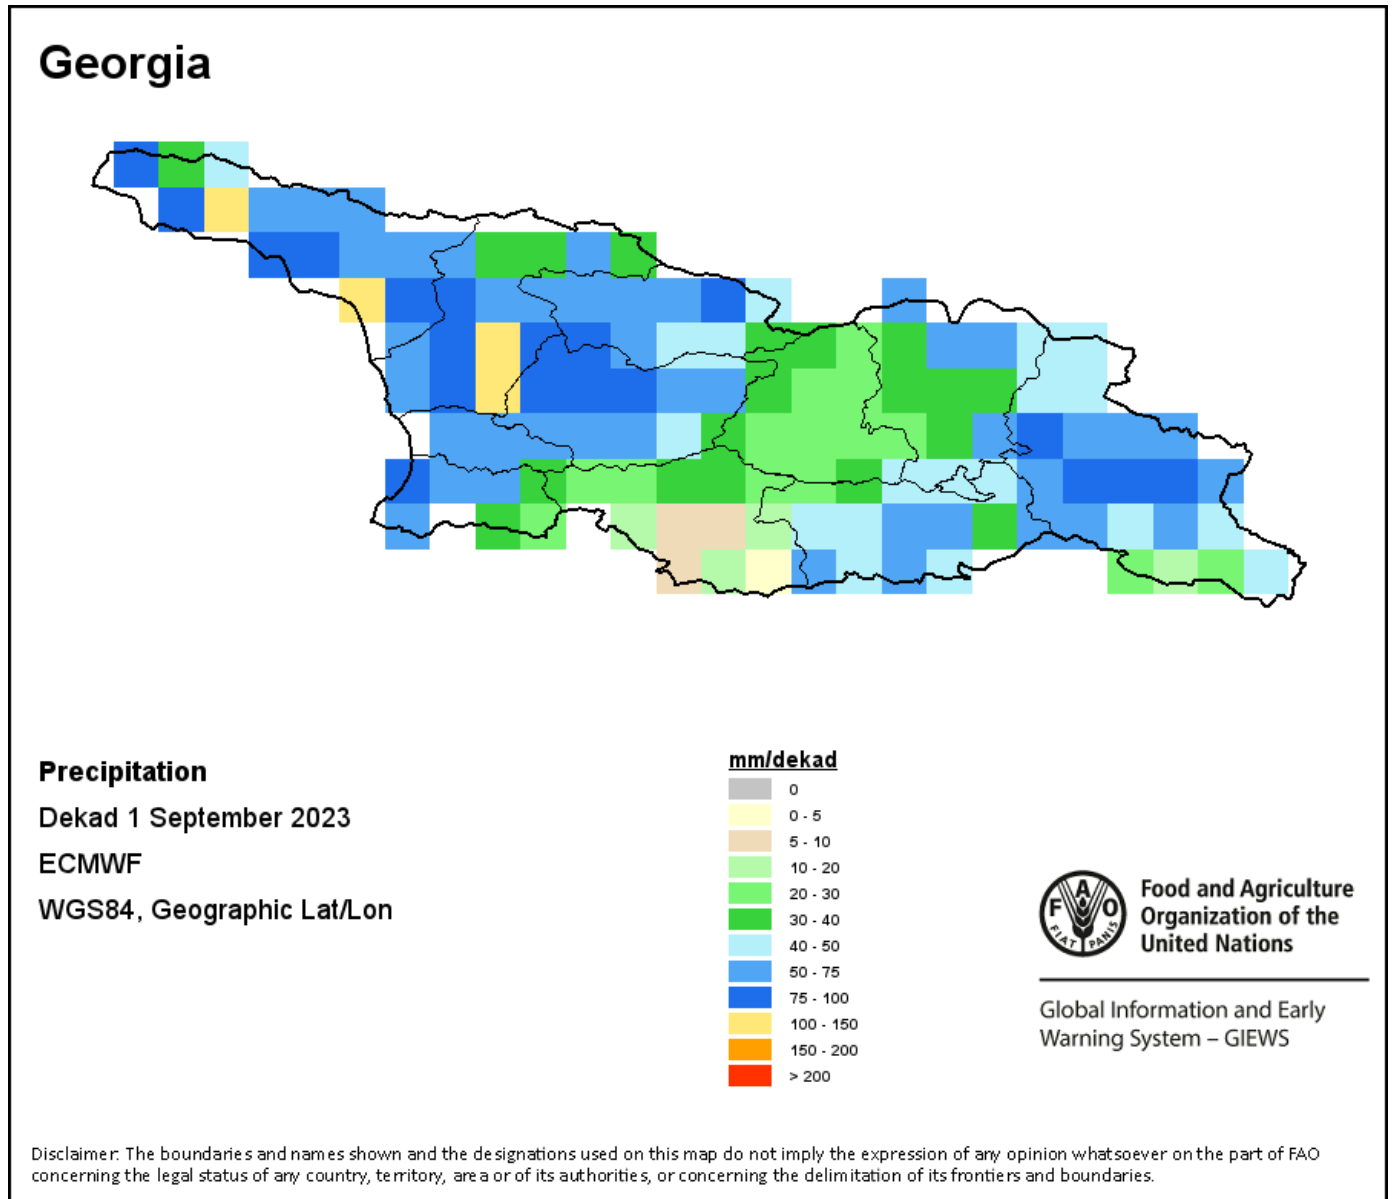 Georgia
Precipitation
Dekad 1 September 2023
ECMWF
WGS84, Geographic Lat/Lon
mm/dekad
0
0 - 5
5 - 10
10 - 20
20 - 30
30 - 40
40 - 50
50 - 75
75 - 100
100 - 150
150 - 200
> 200
F A O
FIAT PANIS
Food and Agriculture
Organization of the
United Nations
Global Information and Early
Warning System – GIEWS
Disclaimer: The boundaries and names shown and the designations used on this map do not imply the expression of any opinion whatsoever on the part of FAO
concerning the legal status of any country, territory, area or of its authorities, or concerning the delimitation of its frontiers and boundaries.